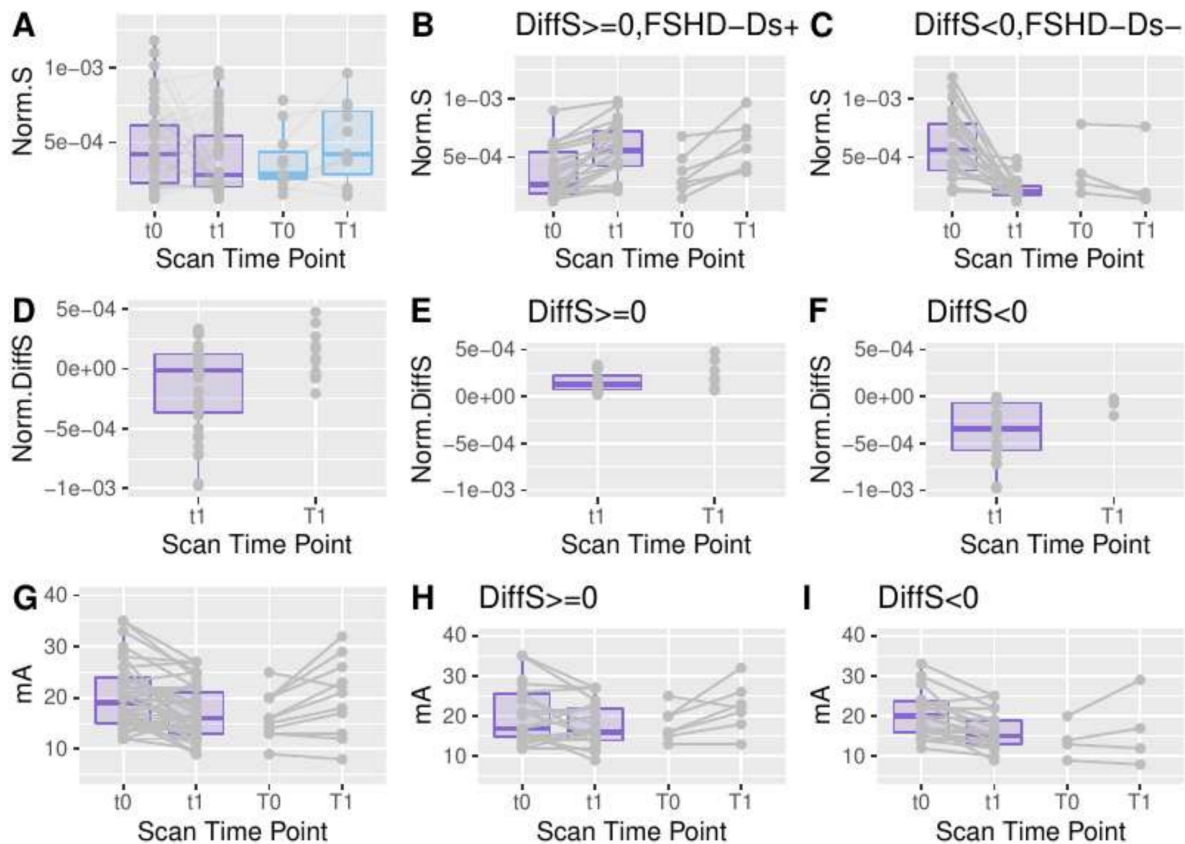 A
Norm.S
1e−03
5e−04
t0 t1 T0 T1
Scan Time Point
B DiffS>=0,FSHD−Ds+
Norm.S
1e−03
5e−04
t0 t1 T0 T1
Scan Time Point
C DiffS<0,FSHD−Ds−
Norm.S
1e−03
5e−04
t0 t1 T0 T1
Scan Time Point
D
Norm.DiffS
5e−04
0e+00
−5e−04
−1e−03
t1 T1
Scan Time Point
E DiffS>=0
Norm.DiffS
5e−04
0e+00
−5e−04
−1e−03
t1 T1
Scan Time Point
F DiffS<0
Norm.DiffS
5e−04
0e+00
−5e−04
−1e−03
t1 T1
Scan Time Point
G
mA
40
30
20
10
t0 t1 T0 T1
Scan Time Point
H DiffS>=0
mA
40
30
20
10
t0 t1 T0 T1
Scan Time Point
I DiffS<0
mA
40
30
20
10
t0 t1 T0 T1
Scan Time Point